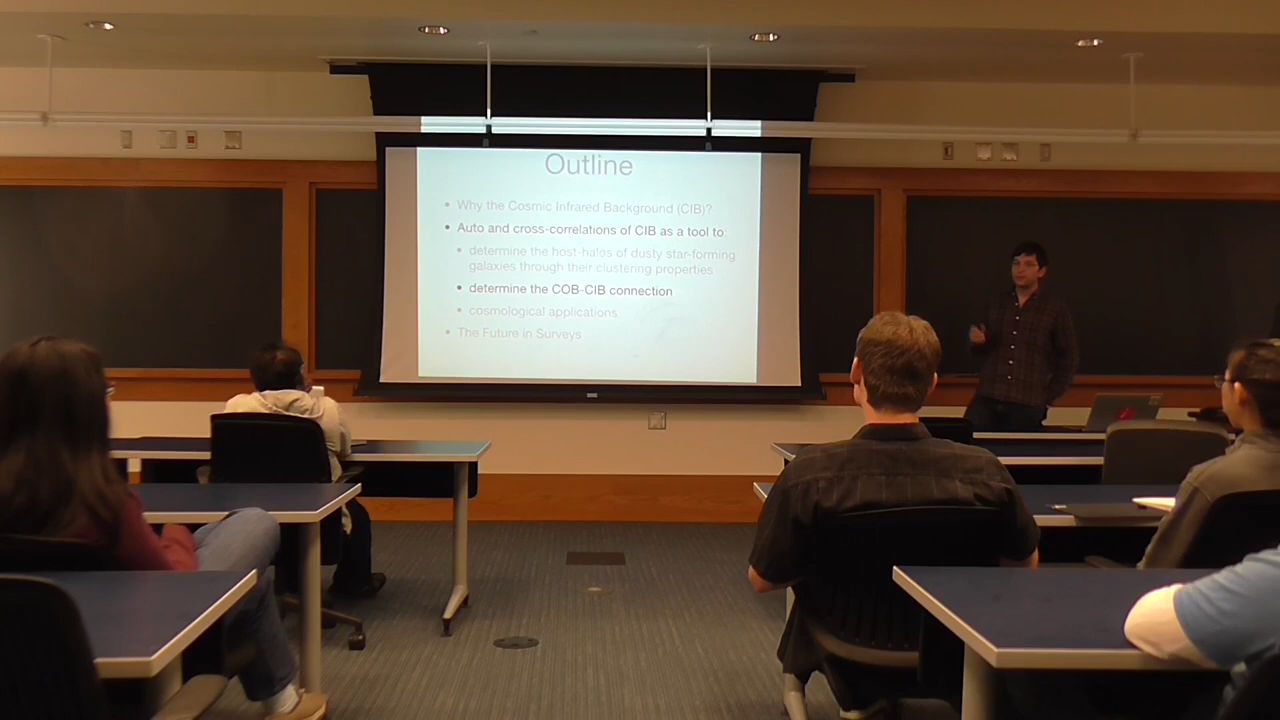 Outline
• Why the Cosmic Infrared Background (CIB)?
• Auto and cross-correlations of CIB as a tool to:
• determine the host-halos of dusty star-forming
galaxies through their clustering properties
• determine the COB-CIB connection
• cosmological applications.
• The Future in Surveys